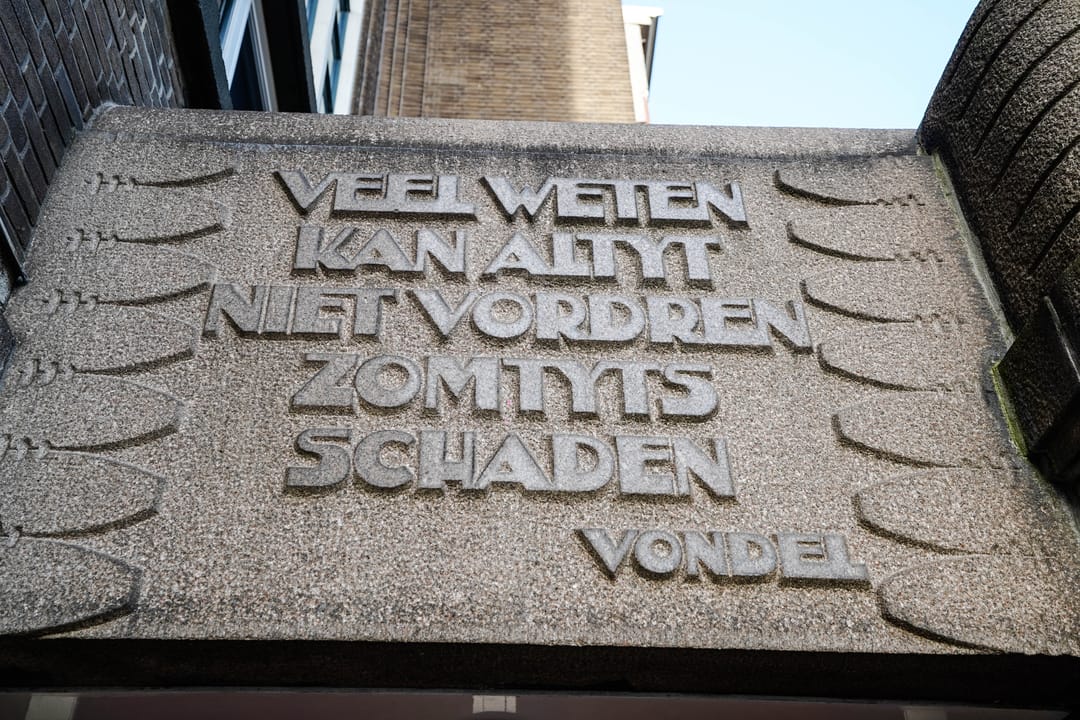 VEEL WETEN
KAN ALTYT
NIET VORDREN
ZOMTYTS
SCHADEN
VONDEL